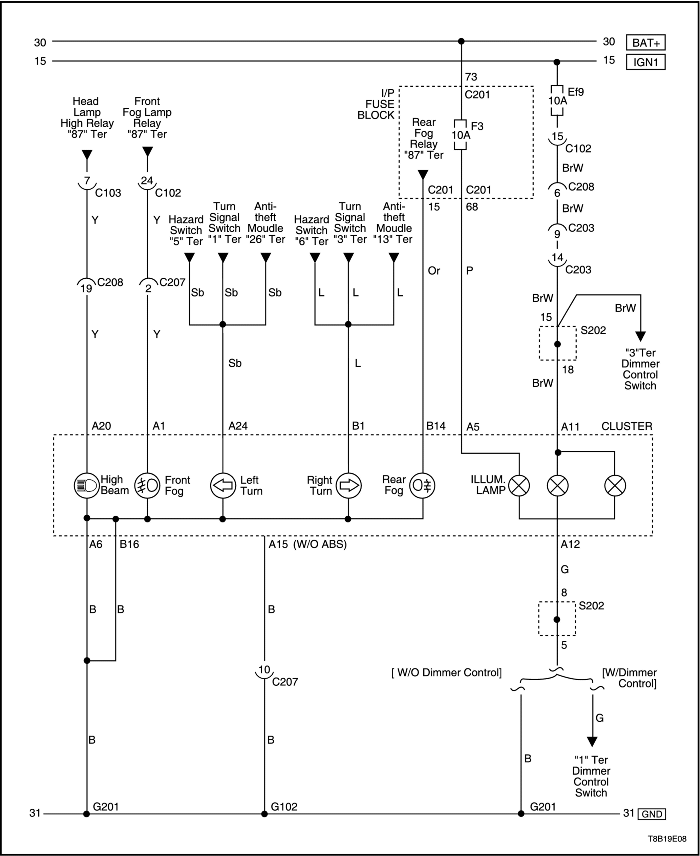 30
30 BAT+
15
15 IGN1
73
C201
I/P
FUSE
BLOCK
F3
10A
Ef9
10A
Head
Lamp
High Relay
"87" Ter
Front
Fog Lamp
Relay
"87" Ter
Rear
Fog
Relay
"87" Ter
15
C102
BrW
7
C103
24
C102
6
C208
BrW
C201
C201
15
68
9
C203
Hazard
Switch
"5" Ter
Turn
Signal
Switch
"1" Ter
Anti-
theft
Moudle
"26" Ter
Hazard
Switch
"6" Ter
Turn
Signal
Switch
"3" Ter
Anti-
theft
Moudle
"13" Ter
Y
Y
14
C203
Or
P
19
C208
2
C207
Sb
Sb
Sb
L
L
L
BrW
BrW
15
S202
Y
Y
"3"Ter
Dimmer
Control
Switch
Sb
L
18
BrW
A20
A1
A24
B1
B14
A5
A11
CLUSTER
High
Beam
Front
Fog
Left
Turn
Right
Turn
Rear
Fog
ILLUM.
LAMP
A6
B16
A15 (W/O ABS)
A12
G
8
S202
5
B
B
B
[ W/O Dimmer Control]
[W/Dimmer
Control]
10
C207
G
B
B
B
"1" Ter
Dimmer
Control
Switch
31
G201
G102
G201
31 GND
T8B19E08